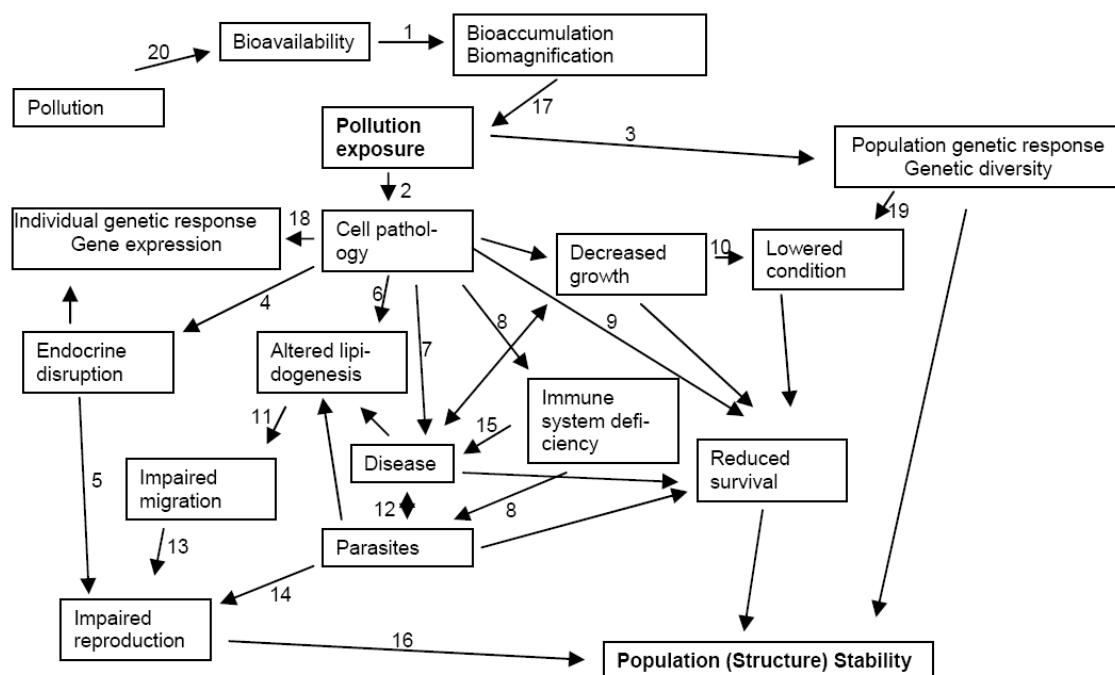 20
Bioavailability
1
Bioaccumulation
Biomagnification
Pollution
17
Pollution
exposure
3
Population genetic response
Genetic diversity
2
19
Individual genetic response
Gene expression
18
Cell pathol-
ogy
Decreased
growth
10
Lowered
condition
4
6
7
8
9
Endocrine
disruption
Altered lipi-
dogenesis
Immune
system defi-
ciency
11
15
Disease
Impaired
migration
Reduced
survival
5
12
8
Parasites
13
14
Impaired
reproduction
16
Population (Structure) Stability